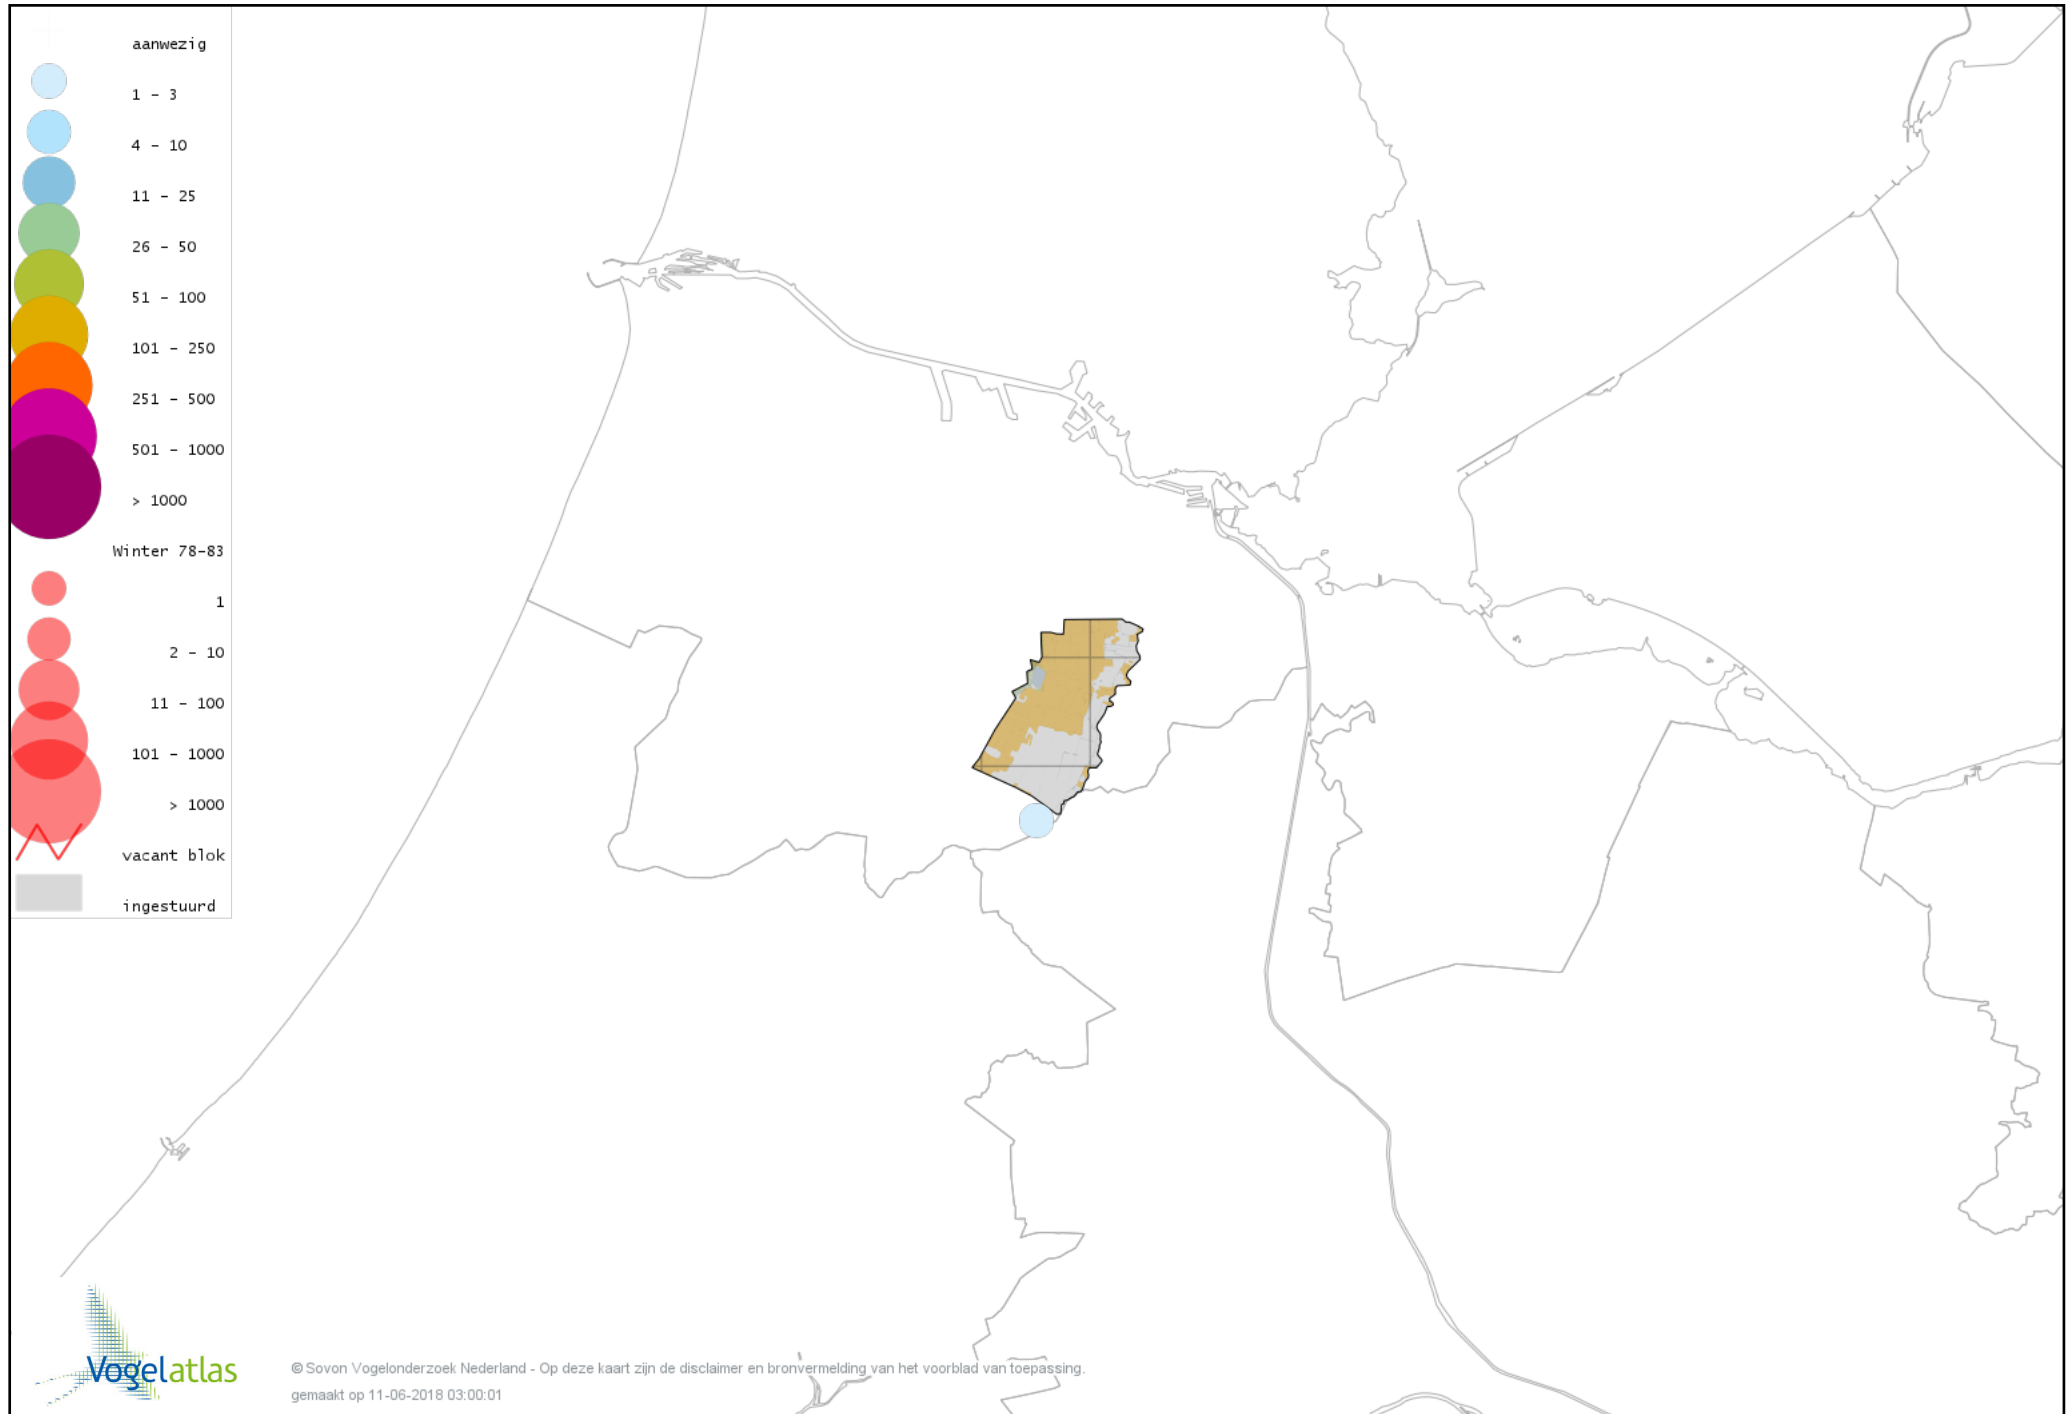 aanwezig
1 - 3
4 - 10
11 - 25
26 - 50
51 - 100
101 - 250
251 - 500
501 - 1000
> 1000
Winter 78-83
1
2 - 10
11 - 100
101 - 1000
> 1000
vacant blok
ingestuurd
Vogelatlas
© Sovon Vogelonderzoek Nederland - Op deze kaart zijn de disclaimer en bronvermelding van het voorblad van toepassing.
gemaakt op 11-06-2018 03:00:01